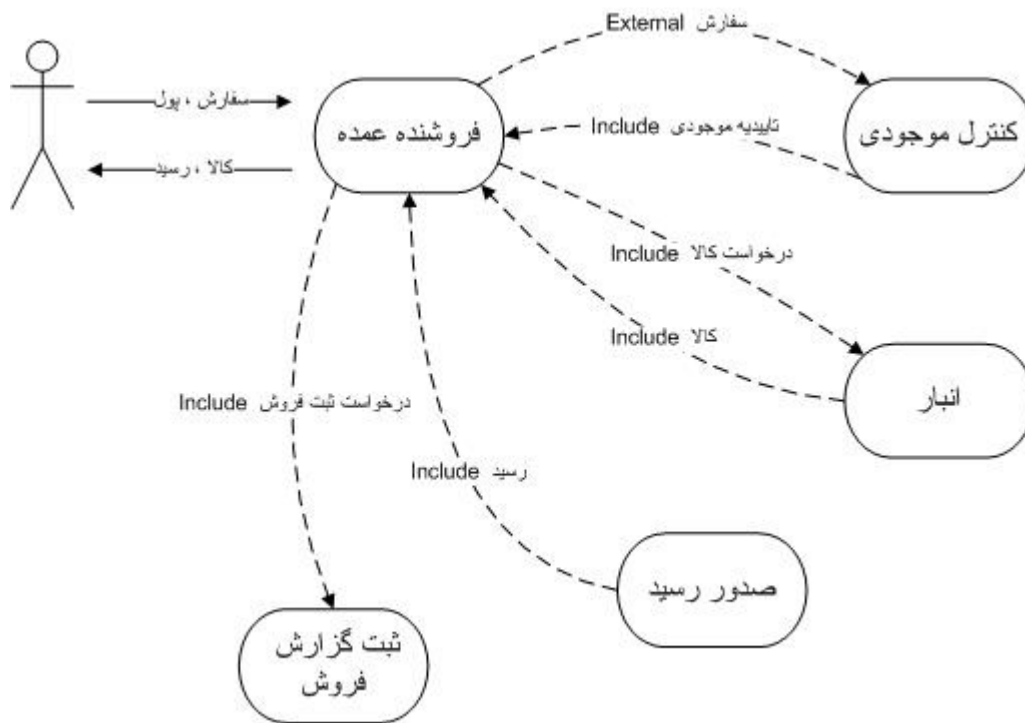 سفارش External
سفارش ، پول
فروشنده عمده
تاییدیه موجودی Include
کنترل موجودی
کالا ، رسید
درخواست کالا Include
کالا Include
درخواست ثبت فروش Include
انبار
رسید Include
صدور رسید
ثبت گزارش
فروش